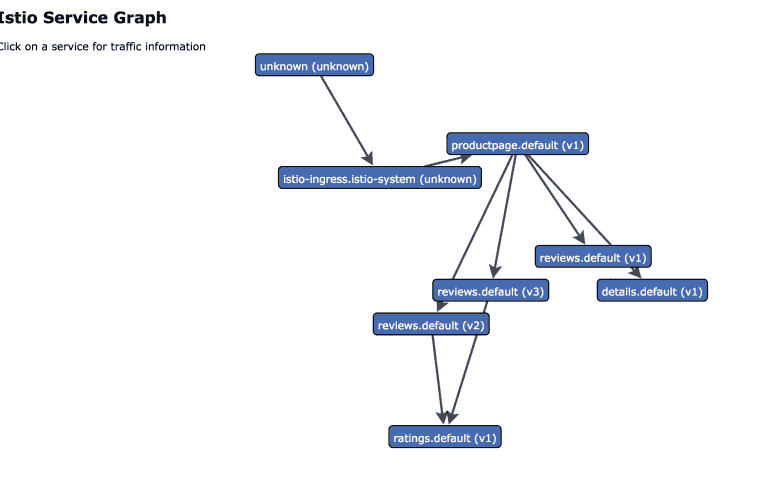 Istio Service Graph
Click on a service for traffic information
unknown (unknown)
productpage.default (v1)
istio-ingress.istio-system (unknown)
reviews.default (v1)
reviews.default (v3)
details.default (v1)
reviews.default (v2)
ratings.default (v1)